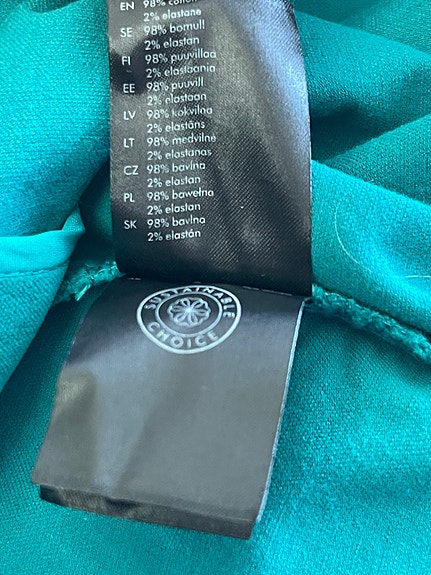 EN 98% cotton
2% elastane
SE 98% bomull
2% elastan
FI 98% puuvillaa
2% elastaania
EE 98% puuvill
2% elastaan
LV 98% kokvilna
2% elastāns
LT 98% medvilnė
2% elastanas
CZ 98% bavlna
2% elastan
PL 98% bawełna
2% elastan
SK 98% bavlna
2% elastán
SUSTAINABLE
CHOICE